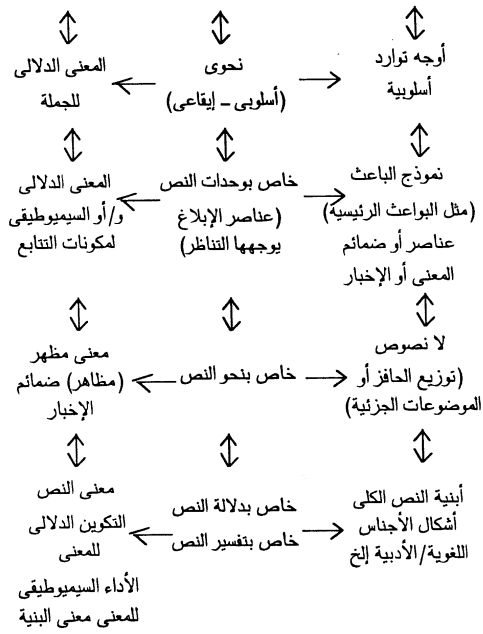 أوجه توارد
أسلوبية
نحوى
(أسلوبى – إيقاعى)
المعنى الدلالى
للجملة
نموذج الباعث
(مثل البواعث الرئيسية)
عناصر أو ضمائم
المعنى أو الإخبار
خاص بوحدات النص
(عناصر الإبلاغ
يوجهها التناظر)
المعنى الدلالى
و/أو السيميوطيقى
لمكونات التتابع
لا نصوص
(توزيع الحافز أو
الموضوعات الجزئية)
خاص بنحو النص
معنى مظهر
(مظاهر) ضمائم
الإخبار
أبنية النص الكلى
أشكال الأجناس
اللغوية/الأدبية إلخ
خاص بدلالة النص
خاص بتفسير النص
معنى النص
التكوين الدلالى
للمعنى
الأداء السيميوطيقى
للمعنى معنى البنية